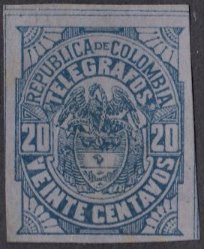 REPUBLICA DE COLOMBIA
TELEGRAFOS
20 20
VEINTE CENTAVOS